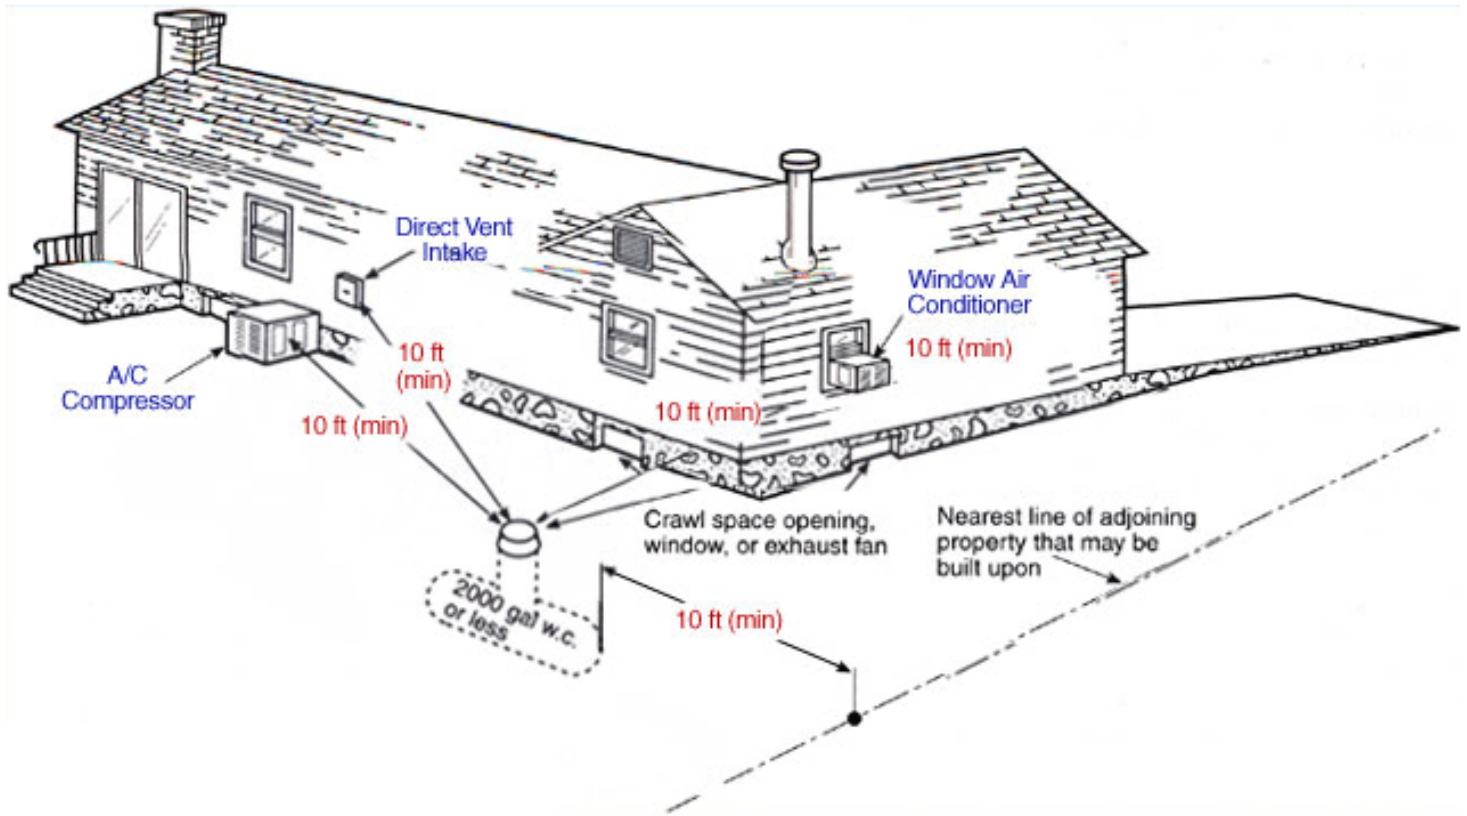 Direct Vent
Intake
Window Air
Conditioner
10 ft (min)
10 ft
(min)
A/C
Compressor
10 ft (min)
10 ft (min)
Crawl space opening,
window, or exhaust fan
Nearest line of adjoining
property that may be
built upon
2000 gal w.c.
or less
10 ft (min)